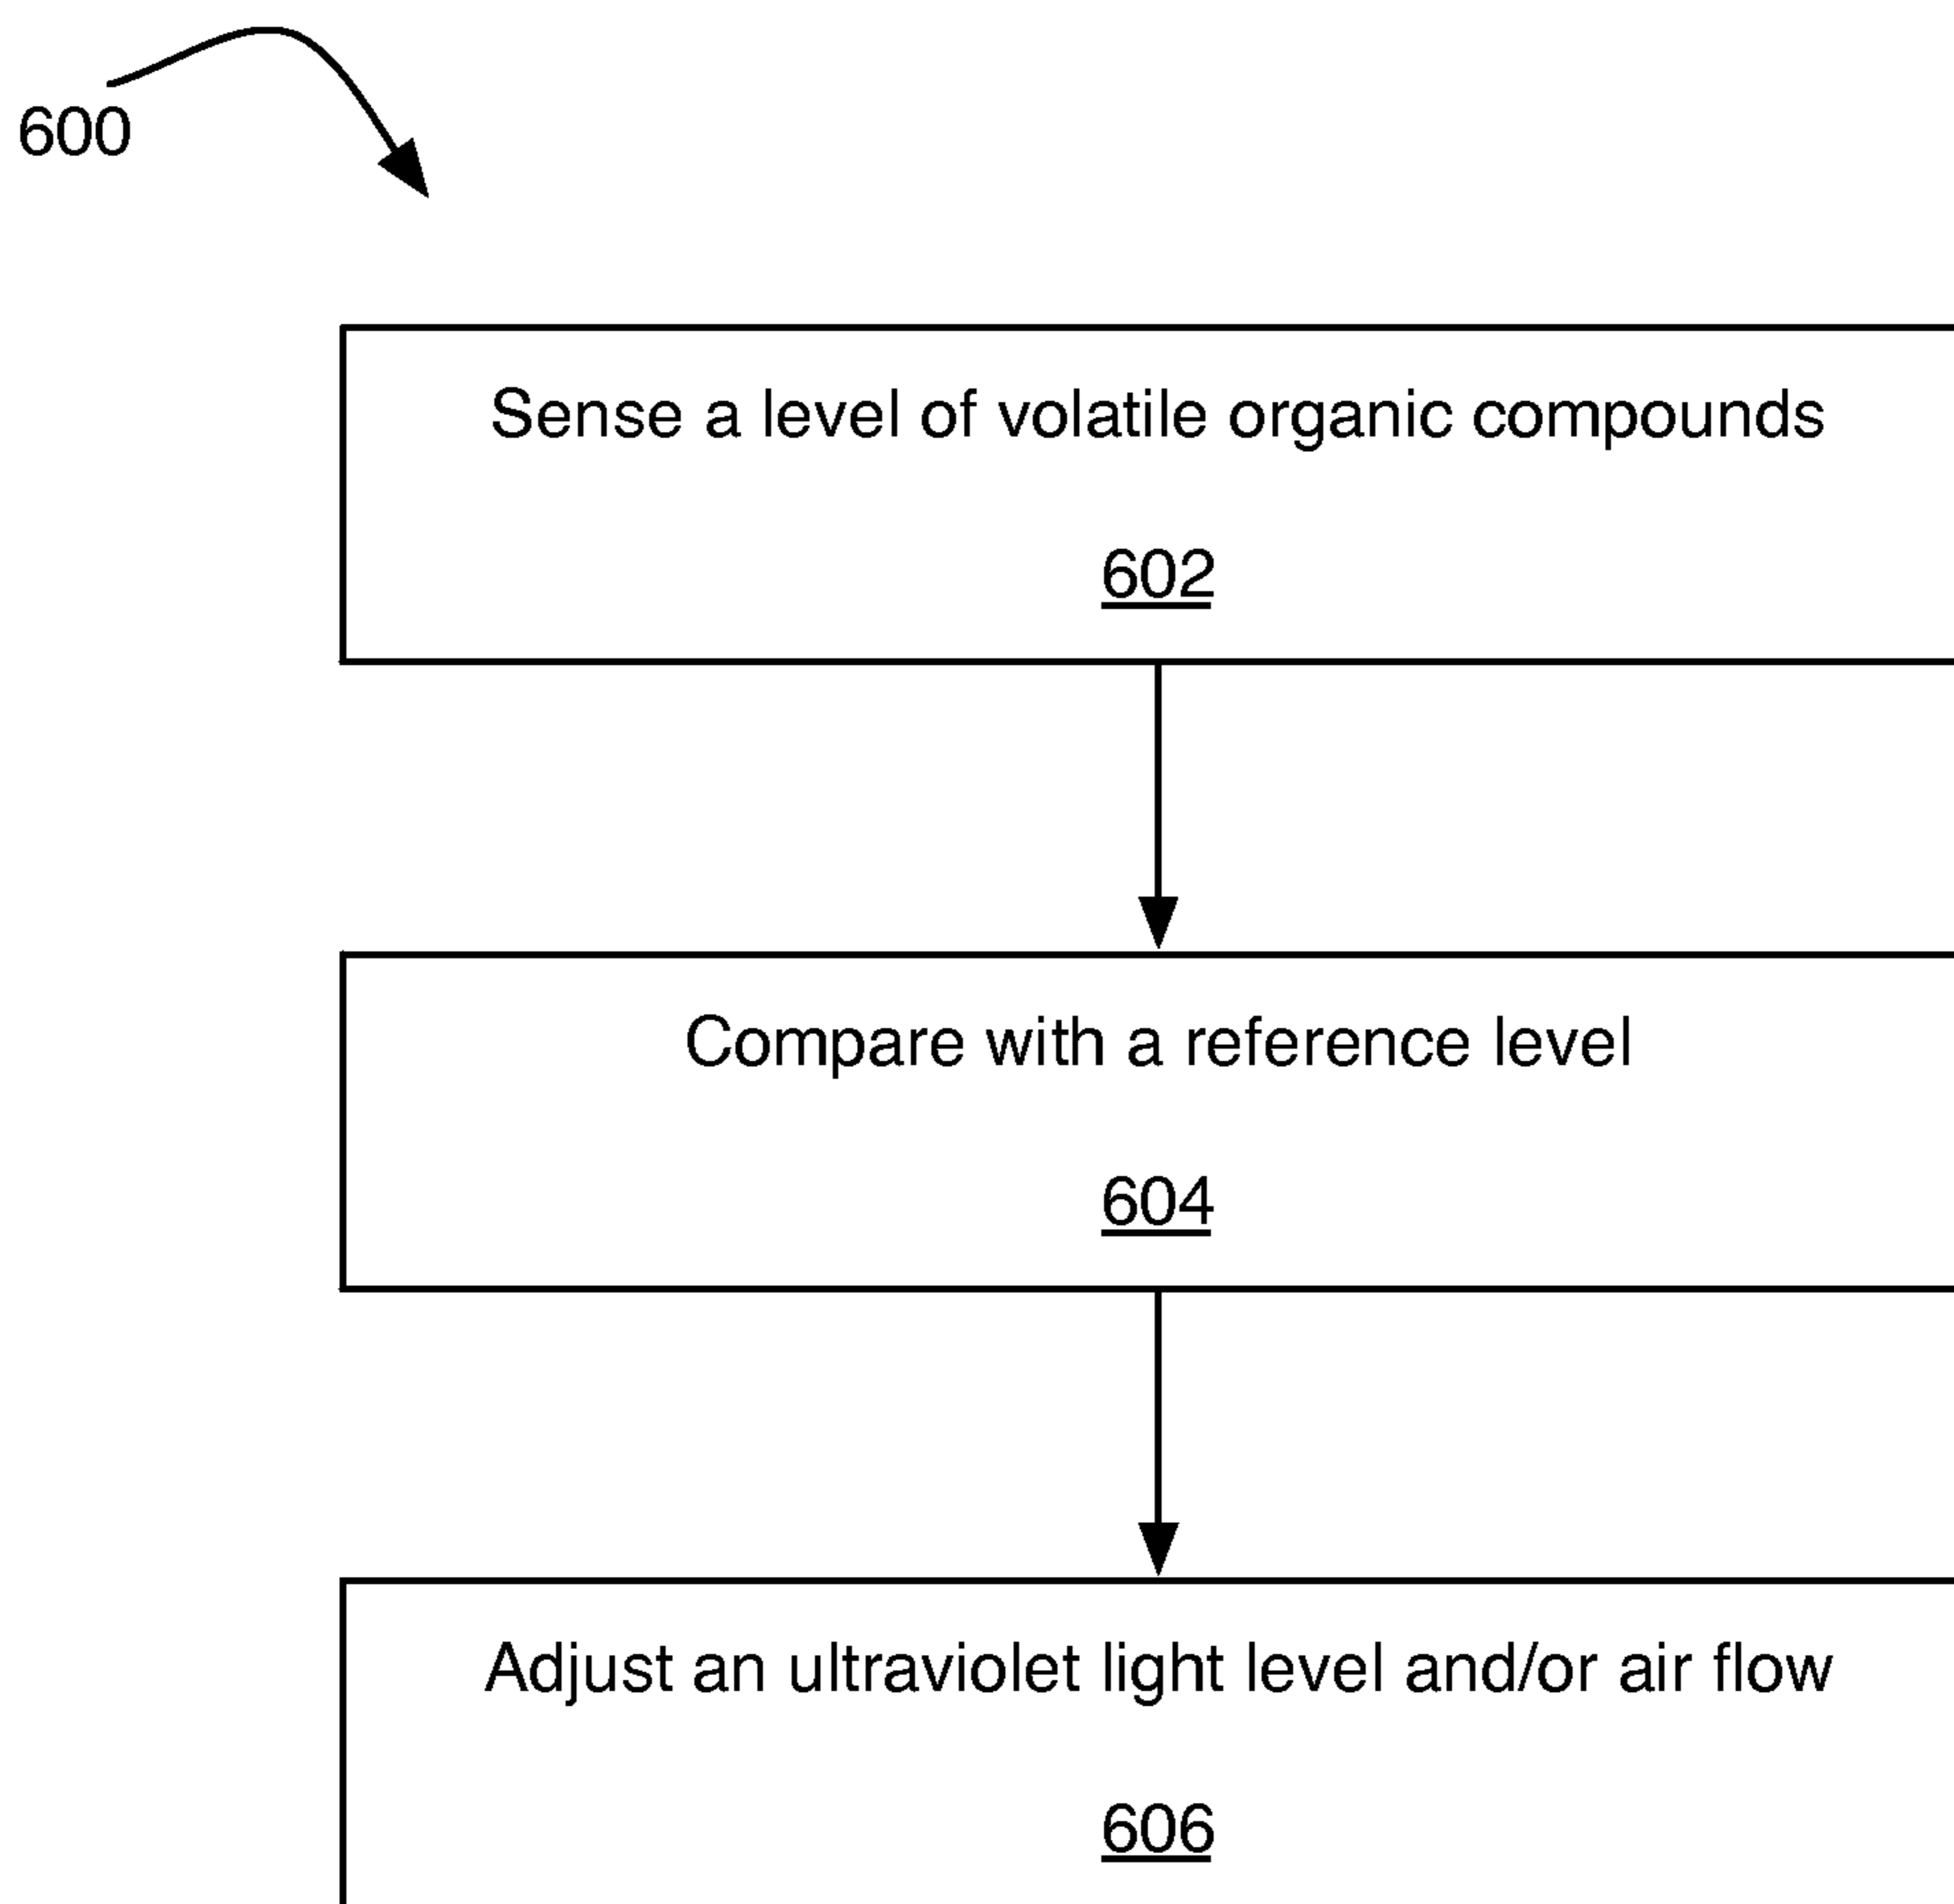 600
Sense a level of volatile organic compounds
602
Compare with a reference level
604
Adjust an ultraviolet light level and/or air flow
606